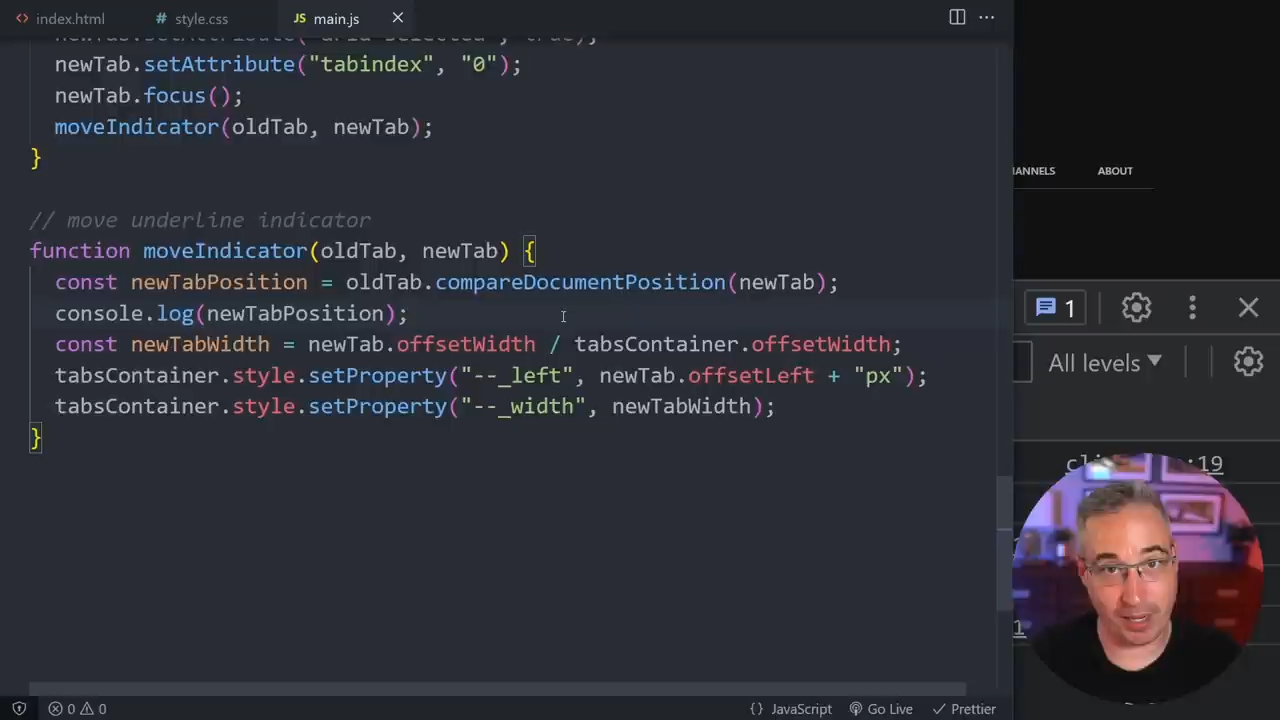 index.html
style.css
JS main.js
newTab.setAttribute("tabindex", "0");
newTab.focus();
moveIndicator(oldTab, newTab);
}
// move underline indicator
function moveIndicator(oldTab, newTab) {
const newTabPosition = oldTab.compareDocumentPosition(newTab);
console.log(newTabPosition);
const newTabWidth = newTab.offsetWidth / tabsContainer.offsetWidth;
tabsContainer.style.setProperty("--_left", newTab.offsetLeft + "px");
tabsContainer.style.setProperty("--_width", newTabWidth);
}
ABOUT
1
All levels
:19
0 0
{} JavaScript
Go Live
Prettier